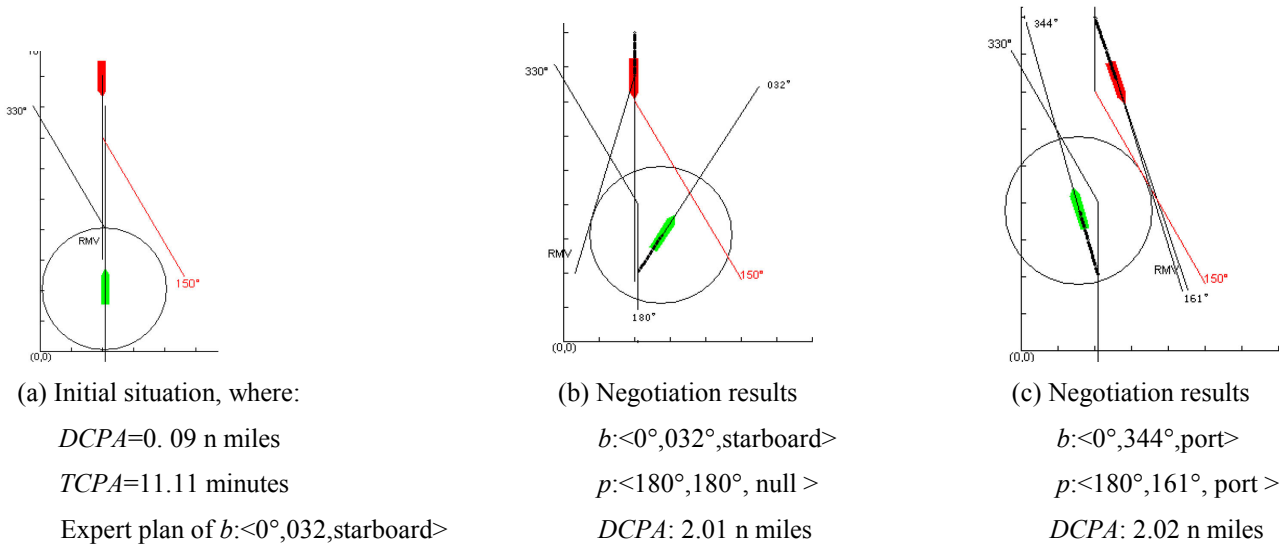 10
330°
RMV
150°
(0,0)
330°
032°
RMV
150°
180°
(0,0)
344°
330°
RMV
150°
161°
(0,0)
(a) Initial situation, where:
DCPA=0. 09 n miles
TCPA=11.11 minutes
Expert plan of b:<0°,032,starboard>
(b) Negotiation results
b:<0°,032°,starboard>
p:<180°,180°, null >
DCPA: 2.01 n miles
(c) Negotiation results
b:<0°,344°,port>
p:<180°,161°, port >
DCPA: 2.02 n miles